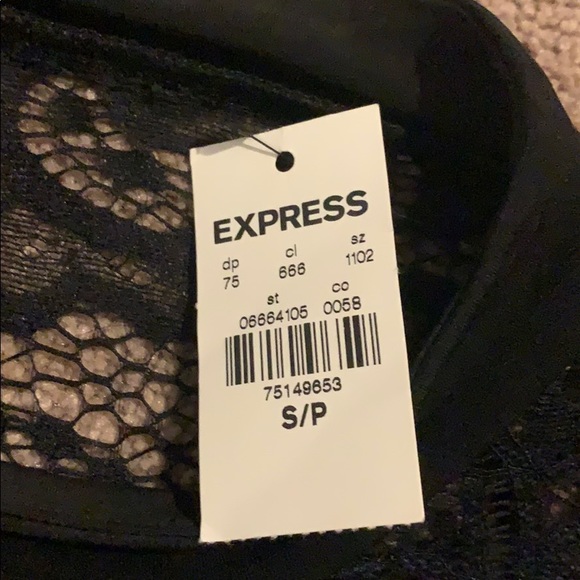 EXPRESS
dp cl sz
75 666 1102
st co
06664105 0058
75149653
S/P